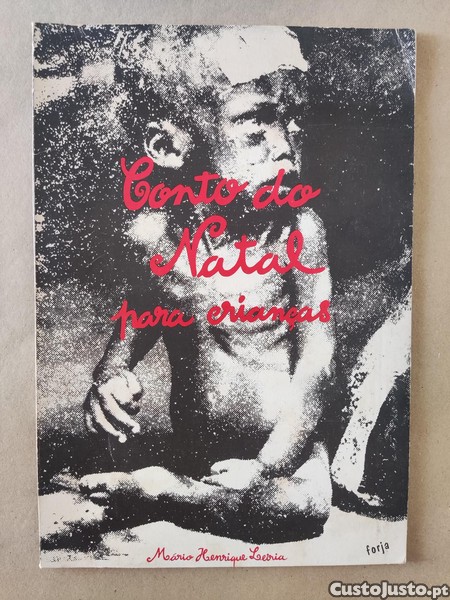 Conto do
Natal
para crianças
Mário Henrique Leiria
forja
CustoJusto.pt